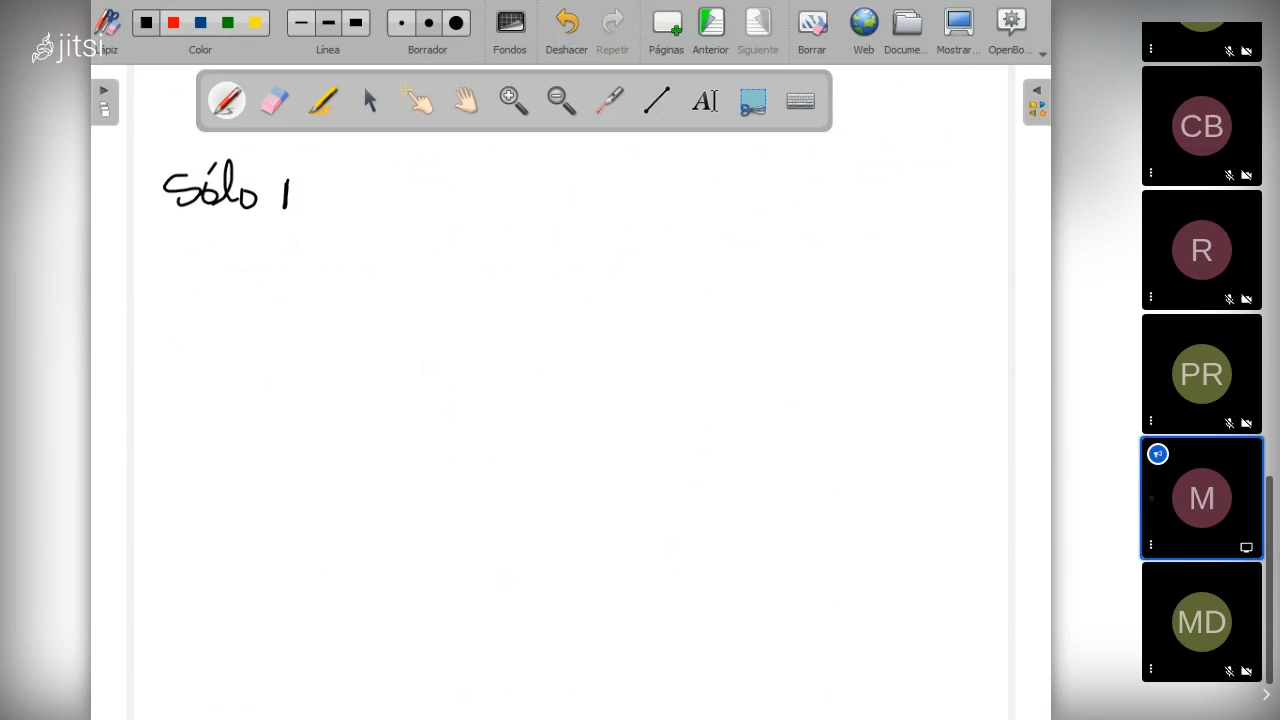 jitsi
Lápiz Color Línea Borrador Fondos Deshacer Repetir Páginas Anterior Siguiente Borrar Web Docume... Mostrar... OpenBo...
AI
Sólo 1
CB
R
PR
M
MD